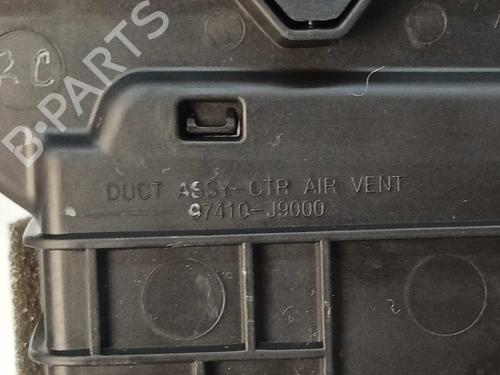 RC
DUCT ASSY-CTR AIR VENT
97410-J9000
B-PARTS